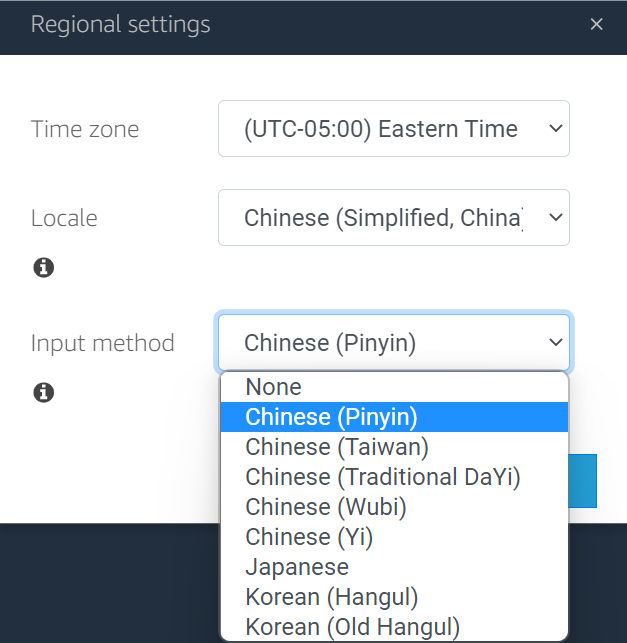 Regional settings
Time zone
(UTC-05:00) Eastern Time
Locale
Chinese (Simplified, China)
Input method
Chinese (Pinyin)
None
Chinese (Pinyin)
Chinese (Taiwan)
Chinese (Traditional DaYi)
Chinese (Wubi)
Chinese (Yi)
Japanese
Korean (Hangul)
Korean (Old Hangul)